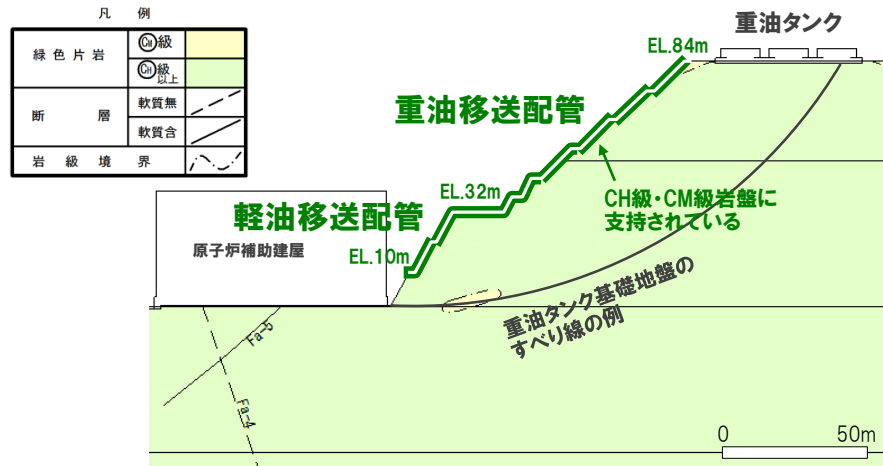 凡例
緑色片岩
CM級
CH級
以上
断層
軟質無
軟質含
岩級境界
重油タンク
EL.84m
重油移送配管
EL.32m
CH級・CM級岩盤に
支持されている
軽油移送配管
原子炉補助建屋
EL.10m
重油タンク基礎地盤の
すべり線の例
Fa-5
Fa-4
0 50m